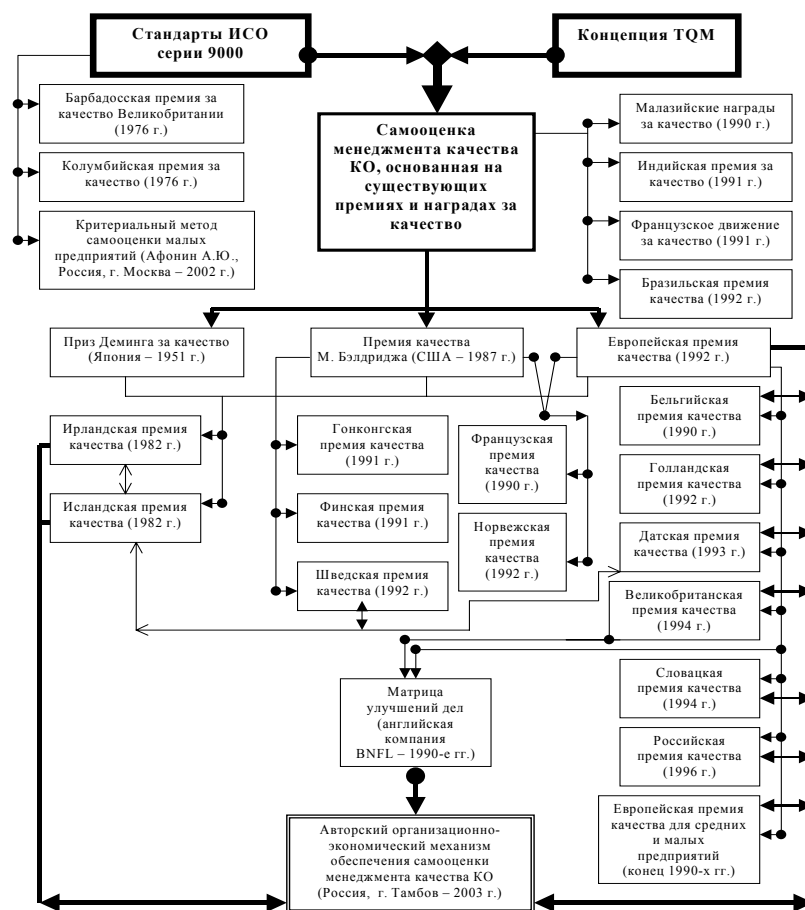 Стандарты ИСО
серии 9000
Концепция TQM
Барбадосская премия за
качество Великобритании
(1976 г.)
Колумбийская премия за
качество (1976 г.)
Критериальный метод
самооценки малых
предприятий (Афонин А.Ю.,
Россия, г. Москва – 2002 г.)
Самооценка
менеджмента качества
КО, основанная на
существующих
премиях и наградах за
качество
Малазийские награды
за качество (1990 г.)
Индийская премия за
качество (1991 г.)
Французское движение
за качество (1991 г.)
Бразильская премия
качества (1992 г.)
Приз Деминга за качество
(Япония – 1951 г.)
Премия качества
М. Бэлдриджа (США – 1987 г.)
Европейская премия
качества (1992 г.)
Ирландская премия
качества (1982 г.)
Исландская премия
качества (1982 г.)
Гонконгская
премия качества
(1991 г.)
Финская премия
качества (1991 г.)
Шведская премия
качества (1992 г.)
Французская
премия
качества
(1990 г.)
Норвежская
премия
качества
(1992 г.)
Бельгийская
премия качества
(1990 г.)
Голландская
премия качества
(1992 г.)
Датская премия
качества (1993 г.)
Великобританская
премия качества
(1994 г.)
Словацкая
премия качества
(1994 г.)
Российская
премия качества
(1996 г.)
Европейская премия
качества для средних и
малых
предприятий
(конец 1990-х гг.)
Матрица
улучшений дел
(английская
компания
BNFL – 1990-е гг.)
Авторский организационно-
экономический механизм
обеспечения самооценки
менеджмента качества КО
(Россия, г. Тамбов – 2003 г.)